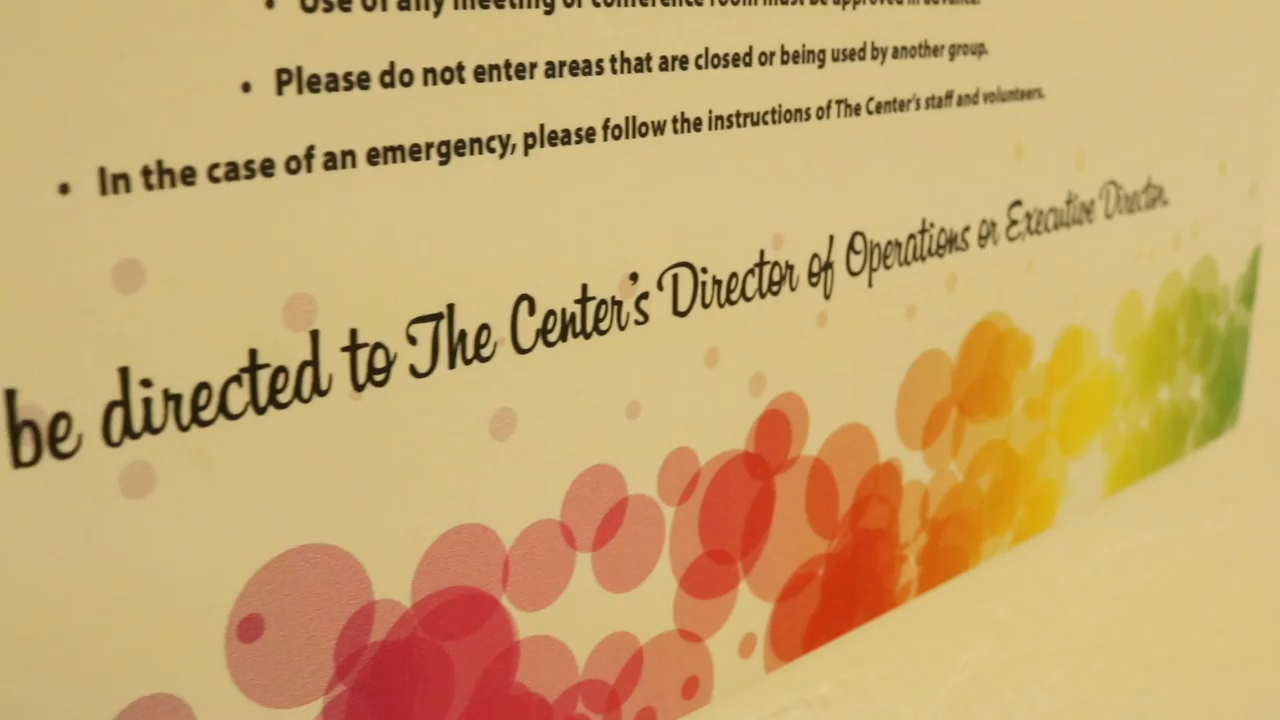 • Use of any meeting or conference room must be approved in advance.
• Please do not enter areas that are closed or being used by another group.
• In the case of an emergency, please follow the instructions of The Center's staff and volunteers.
be directed to The Center's Director of Operations or Executive Director.